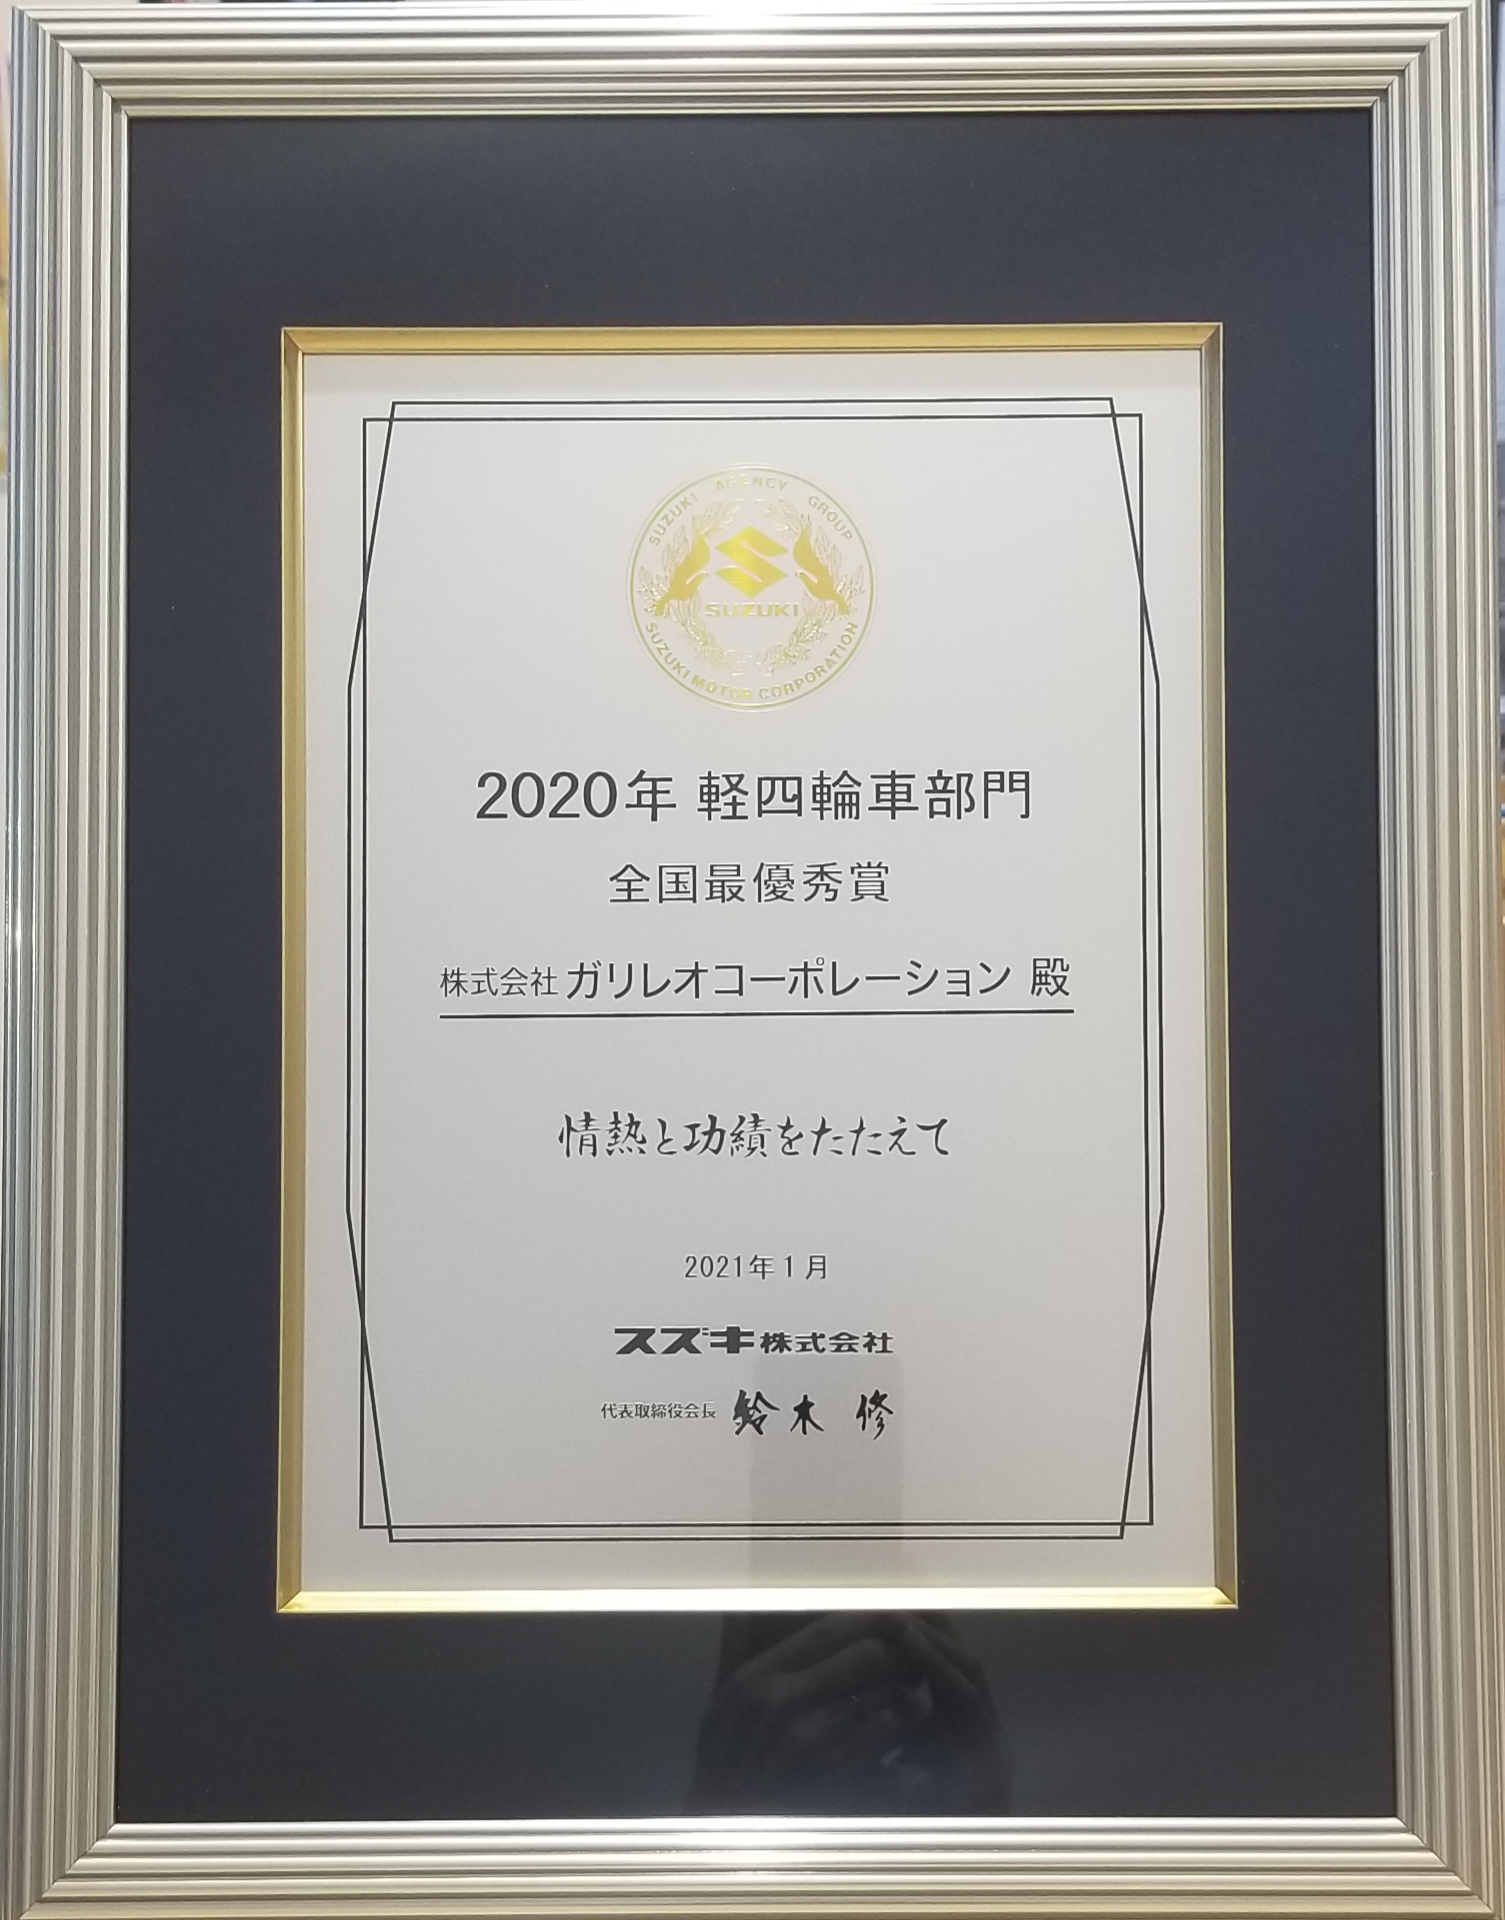 SUZUKI AGENCY GROUP
SUZUKI
SUZUKI MOTOR CORPORATION
2020年 軽四輪車部門
全国最優秀賞
株式会社 ガリレオコーポレーション 殿
情熱と功績をたたえて
2021年1月
スズキ株式会社
代表取締役会長 鈴木 修